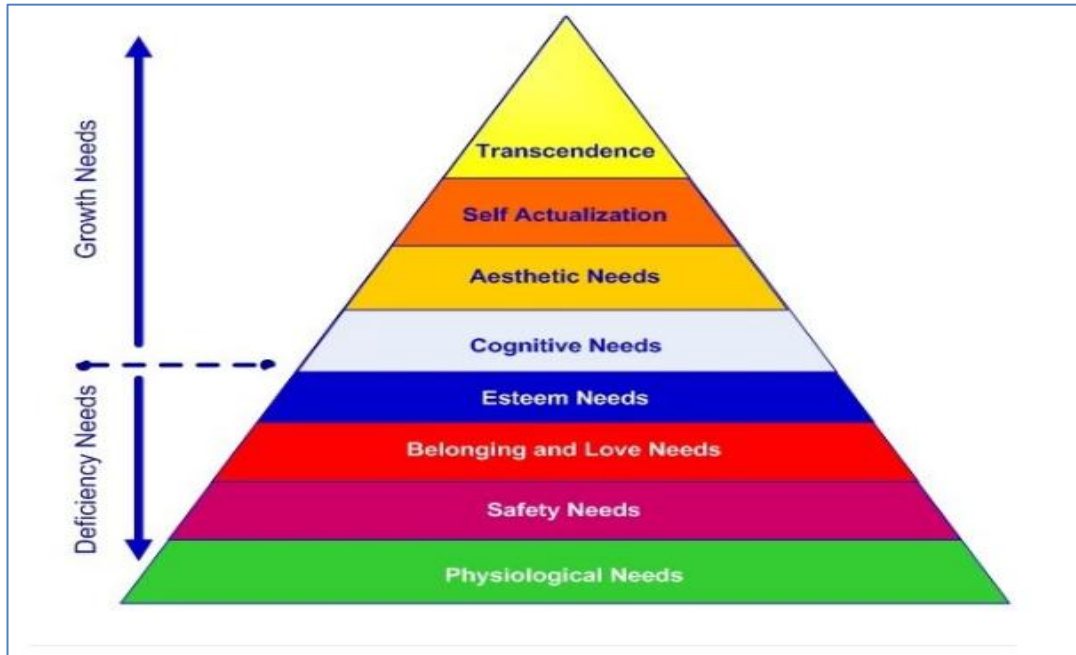 Growth Needs
Deficiency Needs
Transcendence
Self Actualization
Aesthetic Needs
Cognitive Needs
Esteem Needs
Belonging and Love Needs
Safety Needs
Physiological Needs